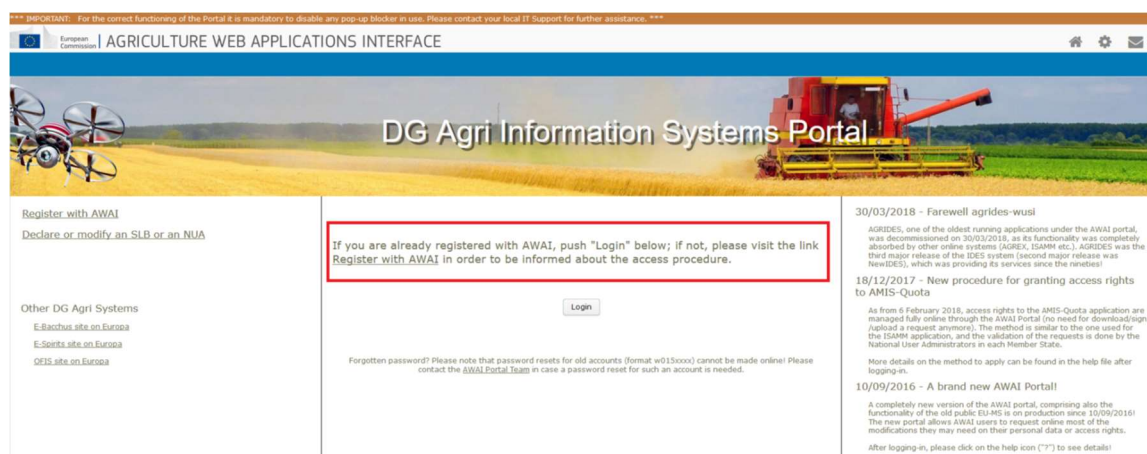 *** IMPORTANT: For the correct functioning of the Portal it is mandatory to disable any pop-up blocker in use. Please contact your local IT Support for further assistance. ***
European
Commission
AGRICULTURE WEB APPLICATIONS INTERFACE
DG Agri Information Systems Portal
Register with AWAI
Declare or modify an SLB or an NUA
Other DG Agri Systems
E-Bacchus site on Europa
E-Spirits site on Europa
OFIS site on Europa
If you are already registered with AWAI, push "Login" below; if not, please visit the link
Register with AWAI in order to be informed about the access procedure.
Login
Forgotten password? Please note that password resets for old accounts (format w015xxxx) cannot be made online! Please
contact the AWAI Portal Team in case a password reset for such an account is needed.
30/03/2018 - Farewell agrides-wusi
AGRIDES, one of the oldest running applications under the AWAI portal,
was decommissioned on 30/03/2018, as its functionality was completely
absorbed by other online systems (AGREX, ISAMM etc.). AGRIDES was the
third major release of the IDES system (second major release was
NewIDES), which was providing its services since the nineties!
18/12/2017 - New procedure for granting access rights
to AMIS-Quota
As from 6 February 2018, access rights to the AMIS-Quota application are
managed fully online through the AWAI Portal (no need for download/sign
/upload a request anymore). The method is similar to the one used for
the ISAMM application, and the validation of the requests is done by the
National User Administrators in each Member State.
More details on the method to apply can be found in the help file after
logging-in.
10/09/2016 - A brand new AWAI Portal!
A completely new version of the AWAI portal, comprising also the
functionality of the old public EU-MS is on production since 10/09/2016!
The new portal allows AWAI users to request online most of the
modifications they may need on their personal data or access rights.
After logging-in, please click on the help icon ("?") to see details!